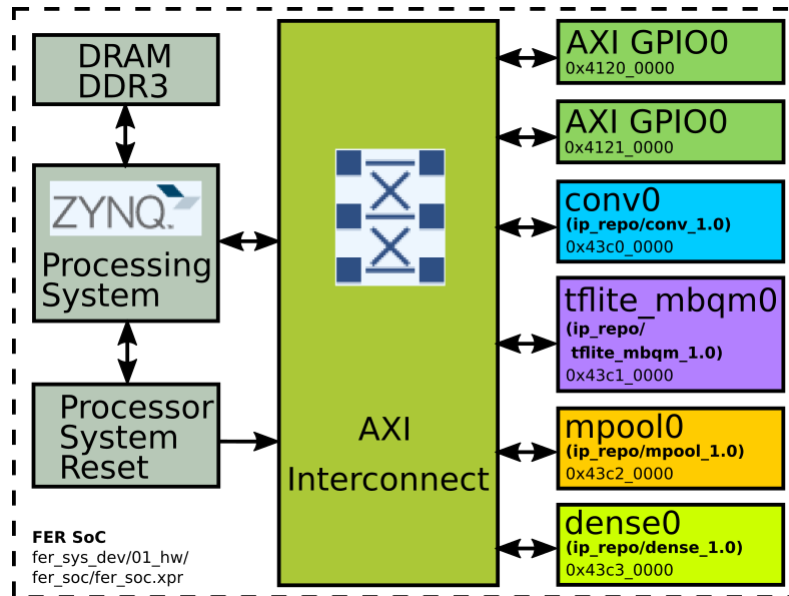 DRAM
DDR3
ZYNQ.
Processing
System
Processor
System
Reset
FER SoC
fer_sys_dev/01_hw/
fer_soc/fer_soc.xpr
AXI
Interconnect
AXI GPIO0
0x4120_0000
AXI GPIO0
0x4121_0000
conv0
(ip_repo/conv_1.0)
0x43c0_0000
tflite_mbqm0
(ip_repo/
tflite_mbqm_1.0)
0x43c1_0000
mpool0
(ip_repo/mpool_1.0)
0x43c2_0000
dense0
(ip_repo/dense_1.0)
0x43c3_0000